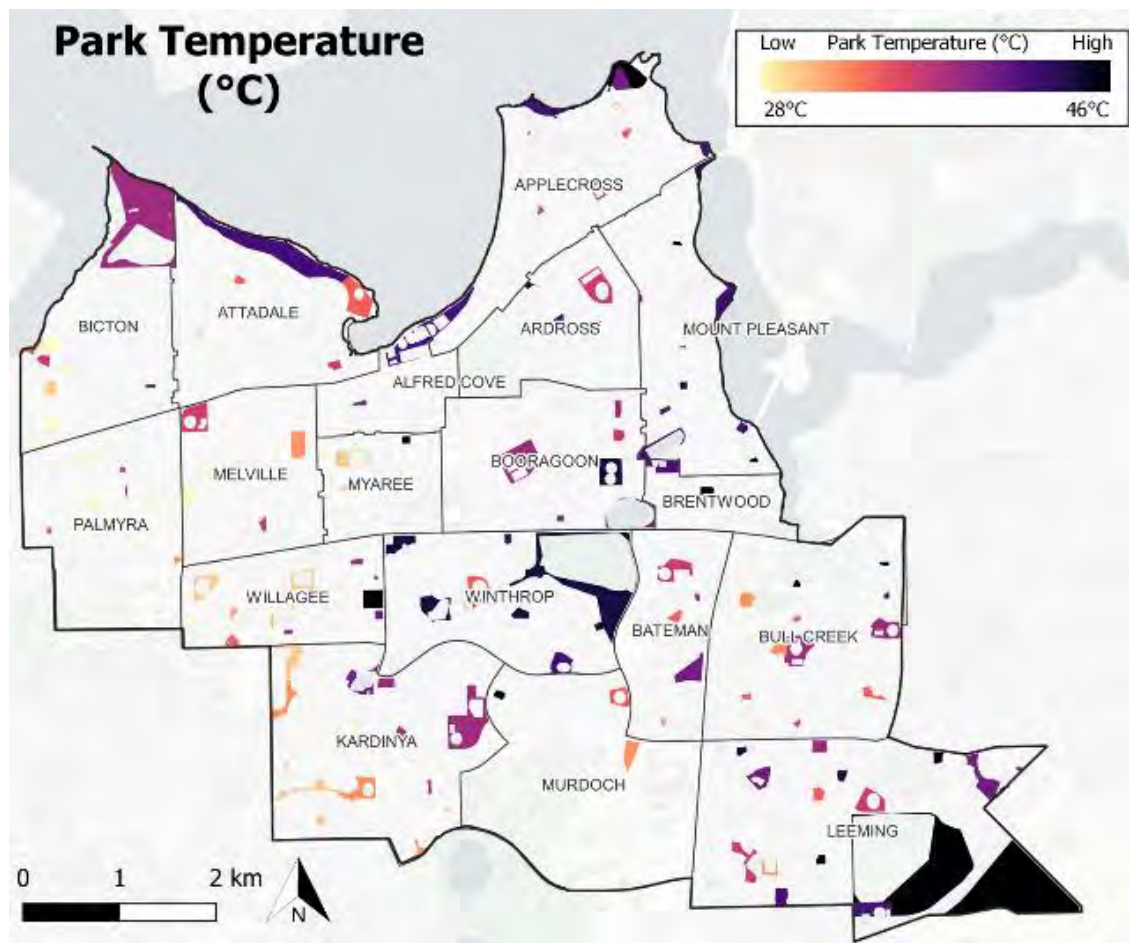 Park Temperature
(°C)
Low Park Temperature (°C) High
28°C 46°C
APPLECROSS
BICTON
ATTADALE
ARDROSS
MOUNT PLEASANT
ALFRED COVE
BOORAGOON
MELVILLE
MYAREE
BRENTWOOD
PALMYRA
WILLAGEE
WINTHROP
BATEMAN
BULL CREEK
KARDINYA
MURDOCH
LEEMING
0 1 2 km
N